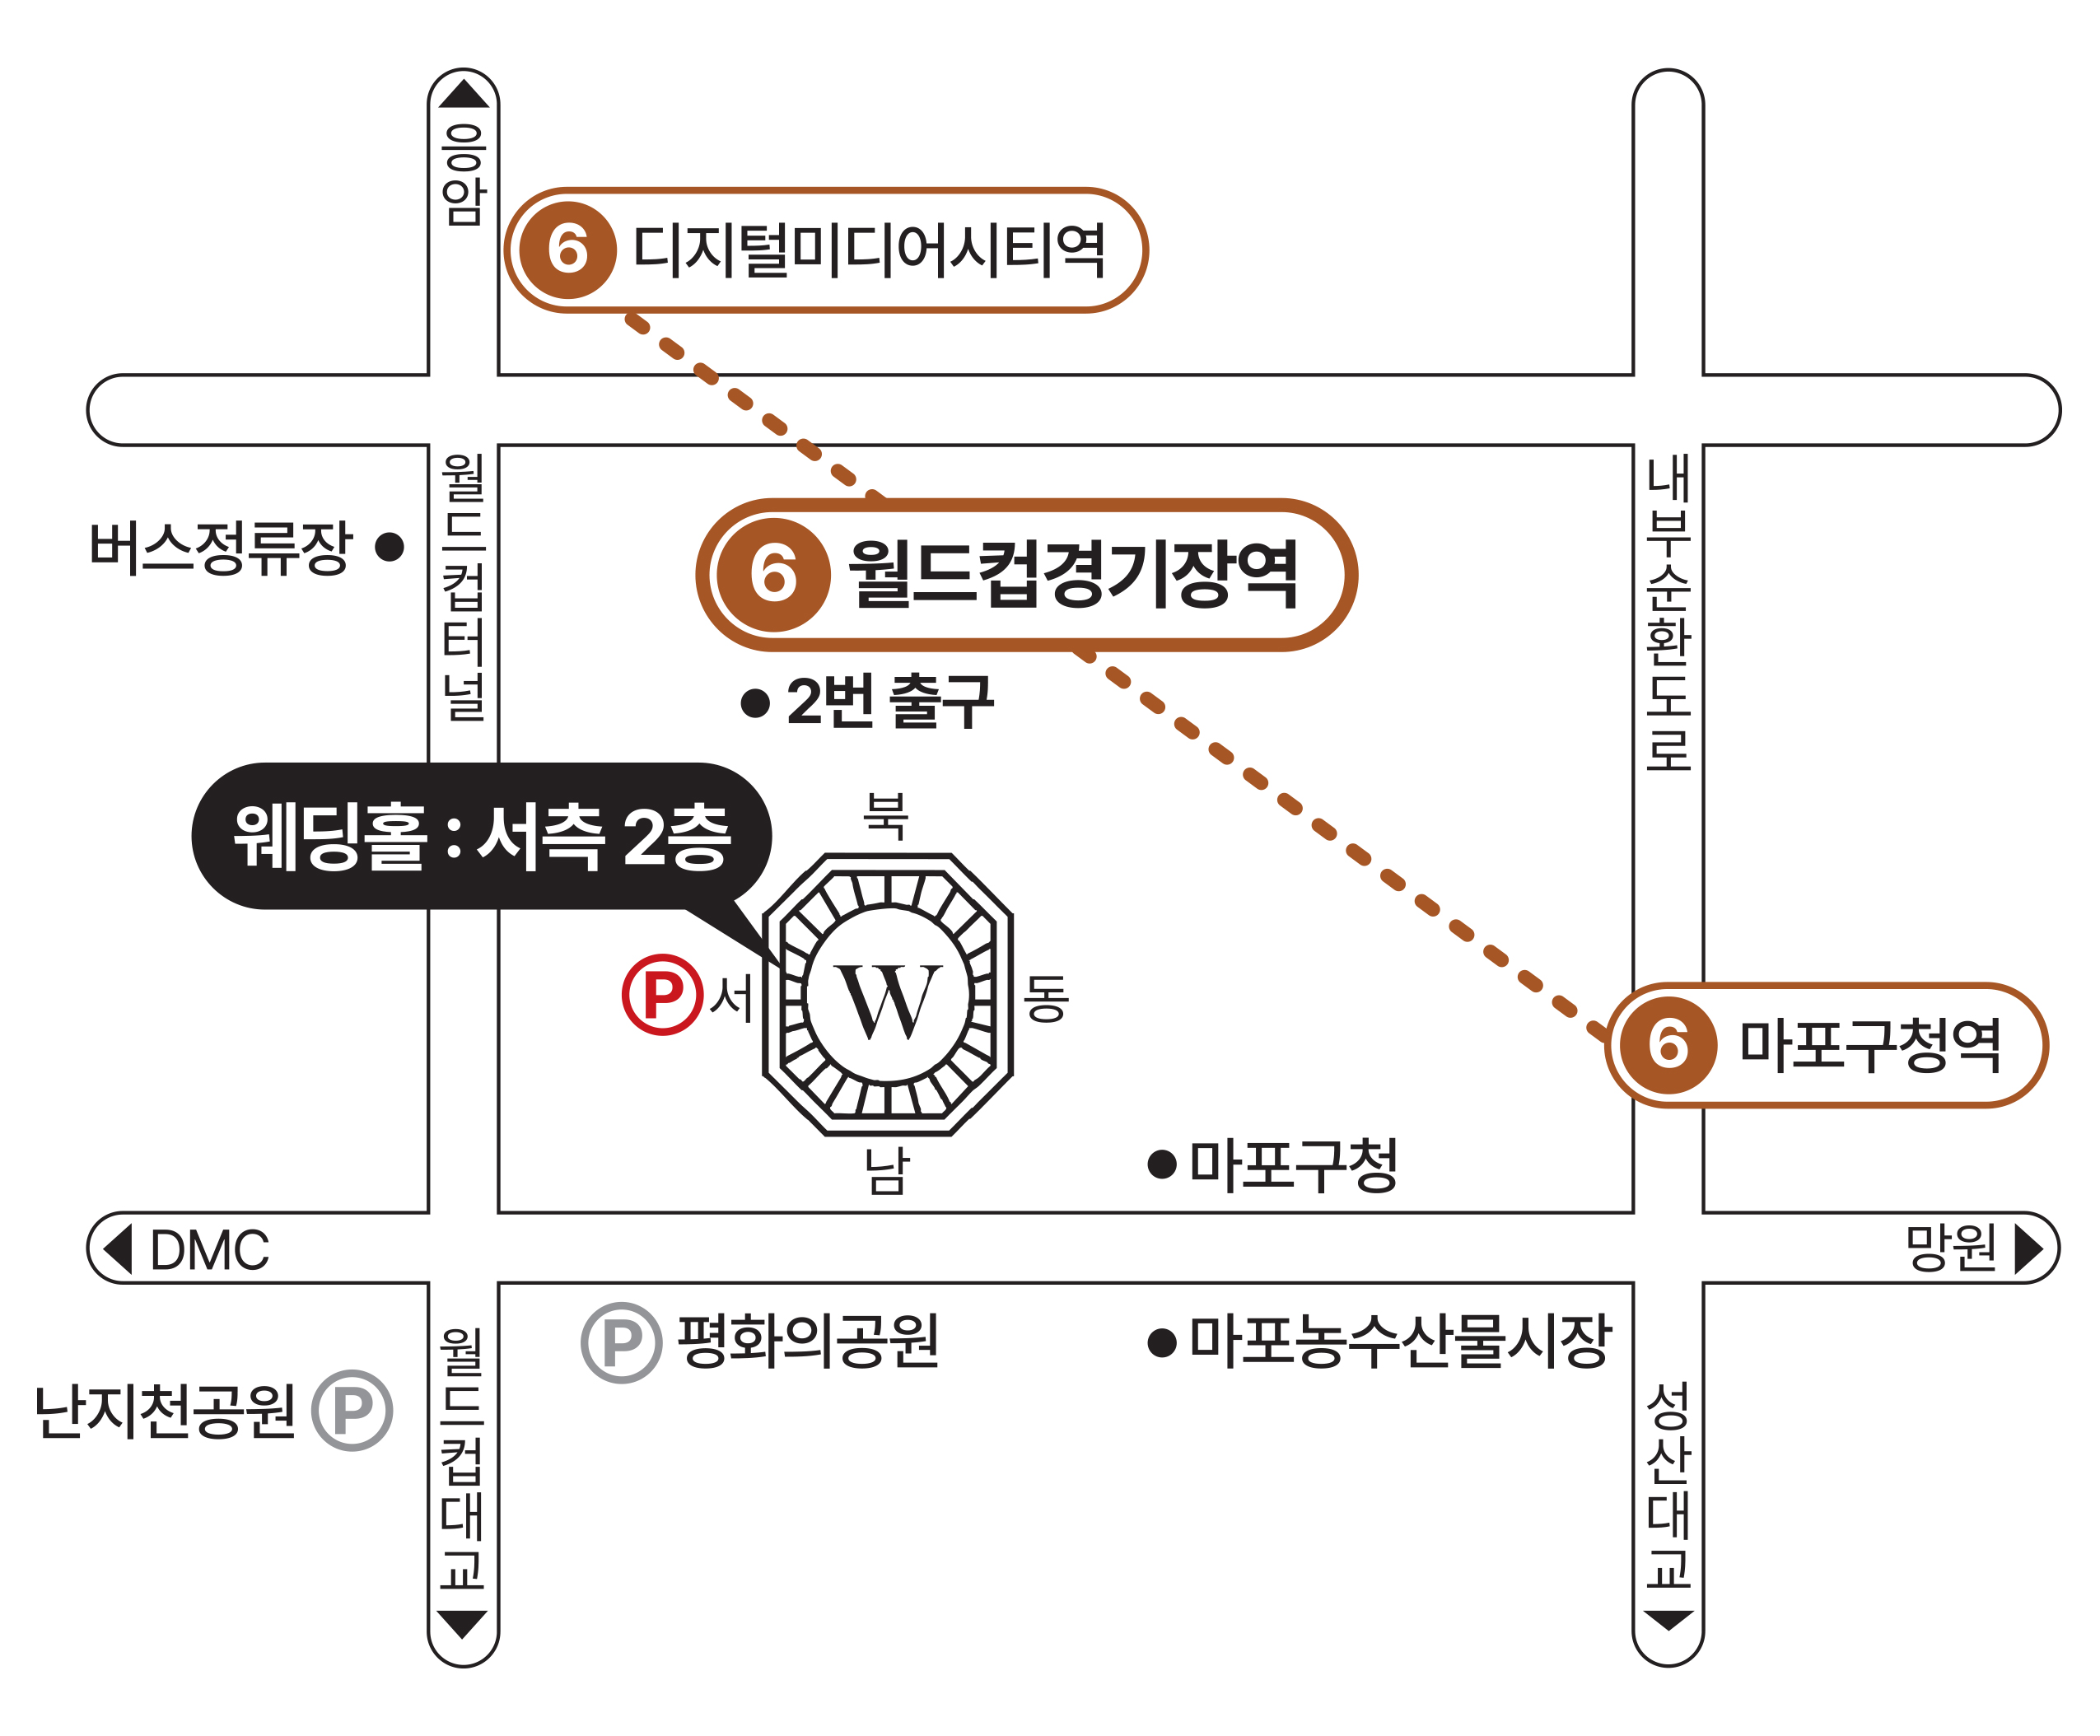 응암
6 디지털미디어시티역
월드컵터널
버스정류장
6 월드컵경기장역
2번 출구
내부순환도로
웨딩홀 : 서측 2층
북
P 서
W
동
남
6 마포구청역
마포구청
DMC
망원
월드컵대교
난지천공원 P
P 평화의공원
마포농수산물시장
성산대교